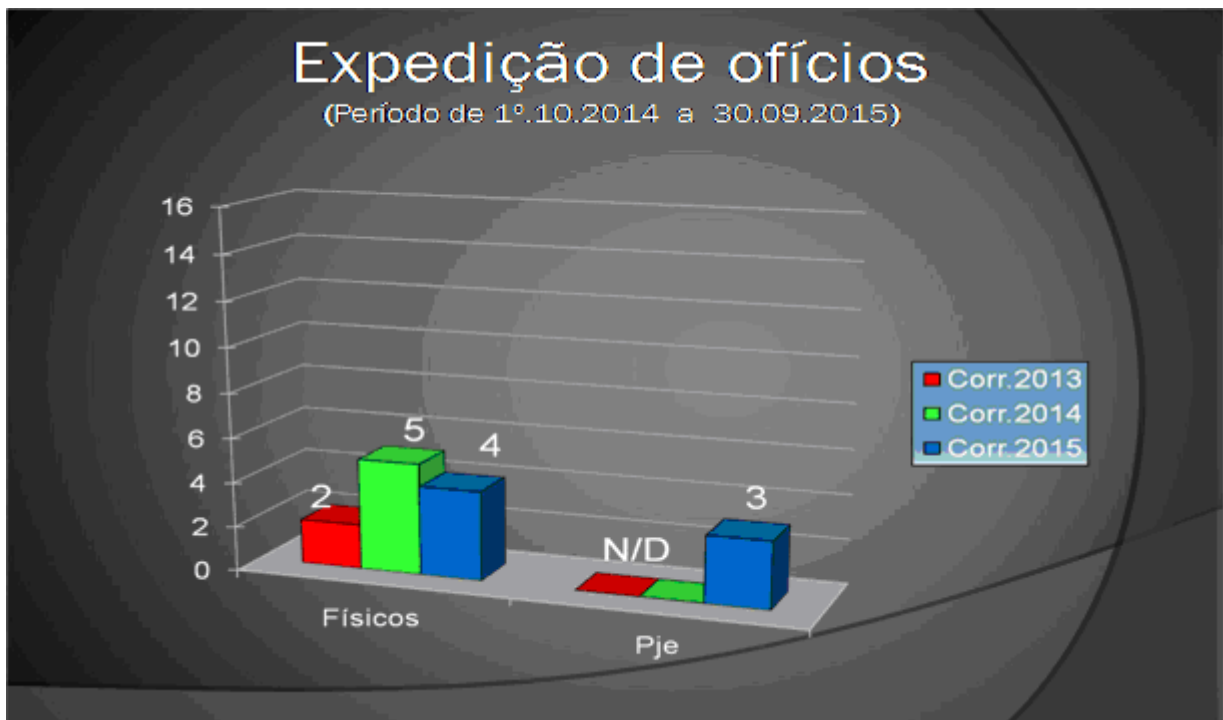 Expedição de ofícios
(Período de 1º.10.2014 a 30.09.2015)
16
14
12
10
8
6
4
2
0
2
5
4
N/D
3
Físicos
Pje
Corr.2013
Corr.2014
Corr.2015